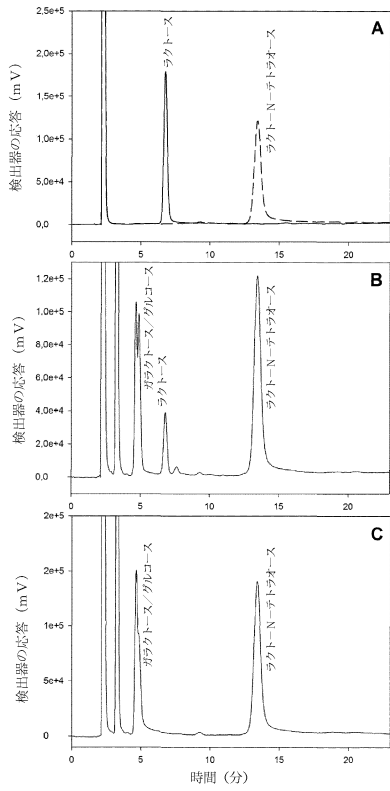 A
検出器の応答 (mV)
2,5e+5
2,0e+5
1,5e+5
1,0e+5
5,0e+4
0,0
ラクトース
ラクトーN-テトラオース
0
5
10
15
20
B
検出器の応答 (mV)
1,2e+5
1,0e+5
8,0e+4
6,0e+4
4,0e+4
2,0e+4
0,0
ガラクトース/グルコース
ラクトース
ラクトーN-テトラオース
0
5
10
15
20
C
検出器の応答 (mV)
2e+5
2e+5
1e+5
5e+4
0
ガラクトース/グルコース
ラクトーN-テトラオース
0
5
10
15
20
時間 (分)